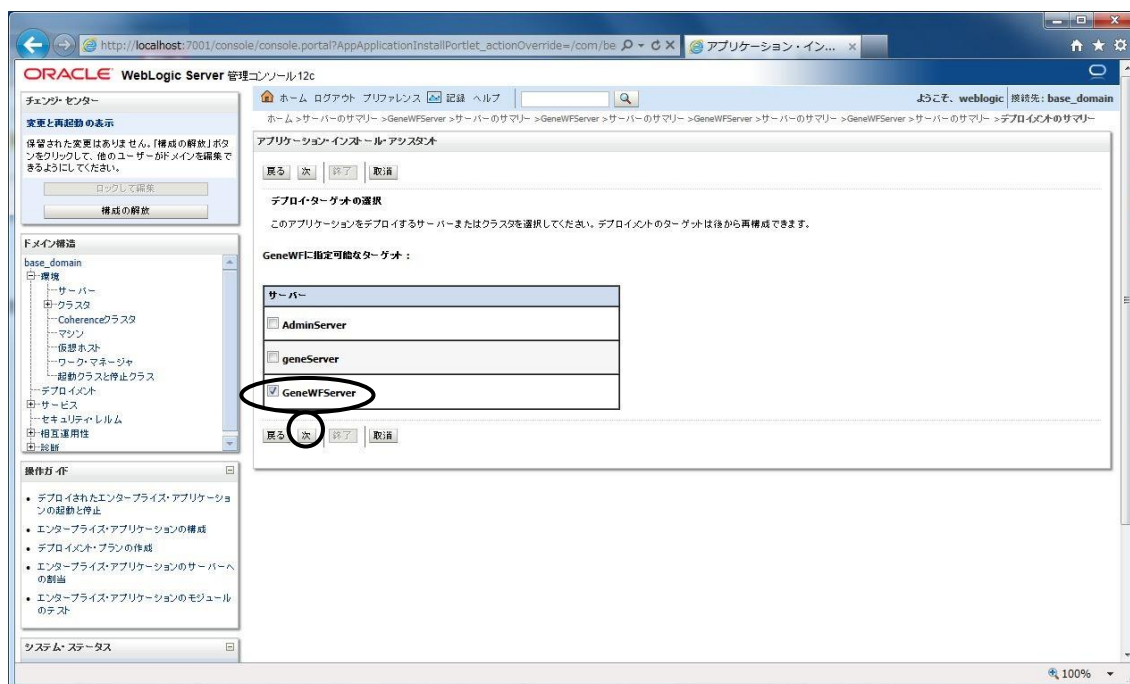 http://localhost:7001/console/console.portal?AppApplicationInstallPortlet_actionOverride=/com/be
アプリケーション・イン...
ORACLE WebLogic Server 管理コンソール12c
チェンジ・センター
変更と再起動の表示
保留された変更はありません。「構成の解放」ボタ
ンをクリックして、他のユーザーがドメインを編集で
きるようにしてください。
ロックして編集
構成の解放
ドメイン構造
base_domain
環境
サーバー
クラスタ
Coherenceクラスタ
マシン
仮想ホスト
ワーク・マネージャ
起動クラスと停止クラス
デプロイメント
サービス
セキュリティ・レルム
相互運用性
診断
操作ガイド
デプロイされたエンタープライズ・アプリケーショ
ンの起動と停止
エンタープライズ・アプリケーションの構成
デプロイメント・プランの作成
エンタープライズ・アプリケーションのサーバーへ
の割当
エンタープライズ・アプリケーションのモジュール
のテスト
システム・ステータス
ホーム ログアウト プリファレンス 記録 ヘルプ
ようこそ、weblogic 接続先: base_domain
ホーム >サーバーのサマリー >GeneWFServer >サーバーのサマリー >GeneWFServer >サーバーのサマリー >GeneWFServer >サーバーのサマリー >GeneWFServer >サーバーのサマリー >デプロイメントのサマリー
アプリケーション・インストール・アシスタント
戻る 次 終了 取消
デプロイ・ターゲットの選択
このアプリケーションをデプロイするサーバーまたはクラスタを選択してください。デプロイメントのターゲットは後から再構成できます。
GeneWFに指定可能なターゲット :
サーバー
AdminServer
geneServer
GeneWFServer
戻る 次 終了 取消
100%